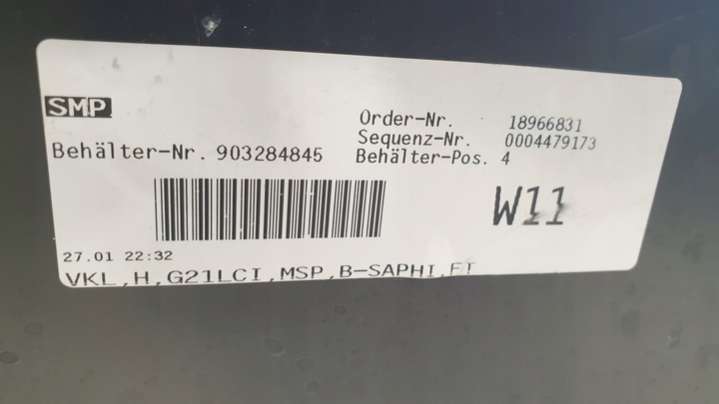 SMP
Order-Nr. 18966831
Sequenz-Nr. 0004479173
Behälter-Nr. 903284845 Behälter-Pos. 4
W11
27.01 22:32
VKL,H,G21LCI,MSP,B-SAPHI,